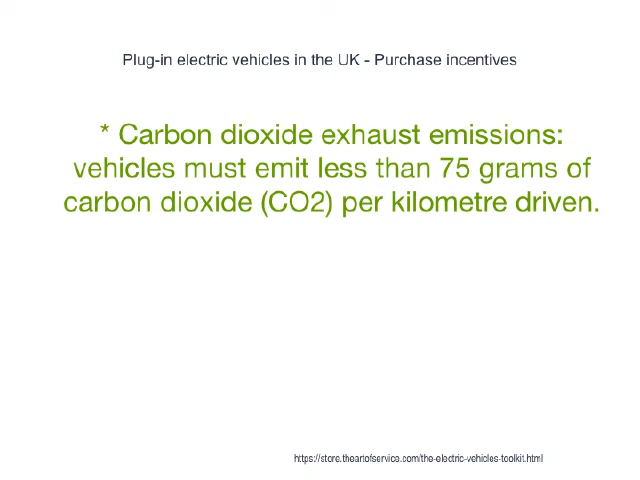 Plug-in electric vehicles in the UK - Purchase incentives
* Carbon dioxide exhaust emissions:
vehicles must emit less than 75 grams of
carbon dioxide (CO2) per kilometre driven.
https://store.theartofservice.com/the-electric-vehicles-toolkit.html